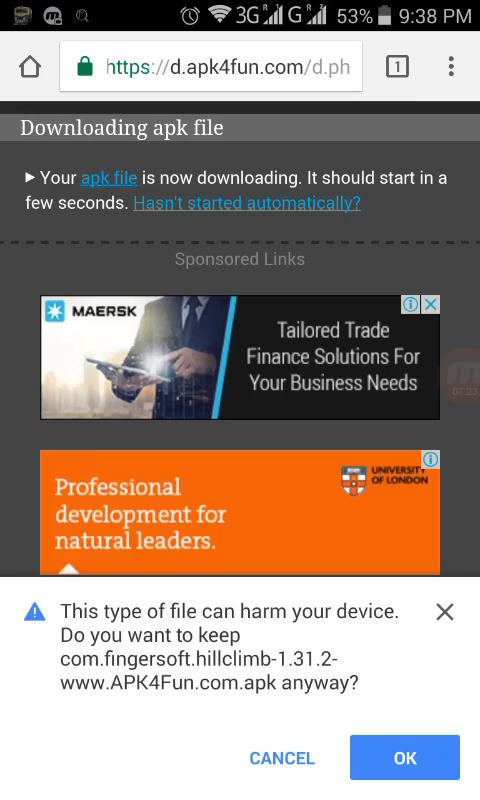 3G R G R 2 53% 9:38 PM
https://d.apk4fun.com/d.ph
1
Downloading apk file
Your apk file is now downloading. It should start in a
few seconds. Hasn't started automatically?
Sponsored Links
MAERSK
Tailored Trade
Finance Solutions For
Your Business Needs
07:23
UNIVERSITY
OF LONDON
Professional
development for
natural leaders.
This type of file can harm your device.
Do you want to keep
com.fingersoft.hillclimb-1.31.2-
www.APK4Fun.com.apk anyway?
CANCEL
OK